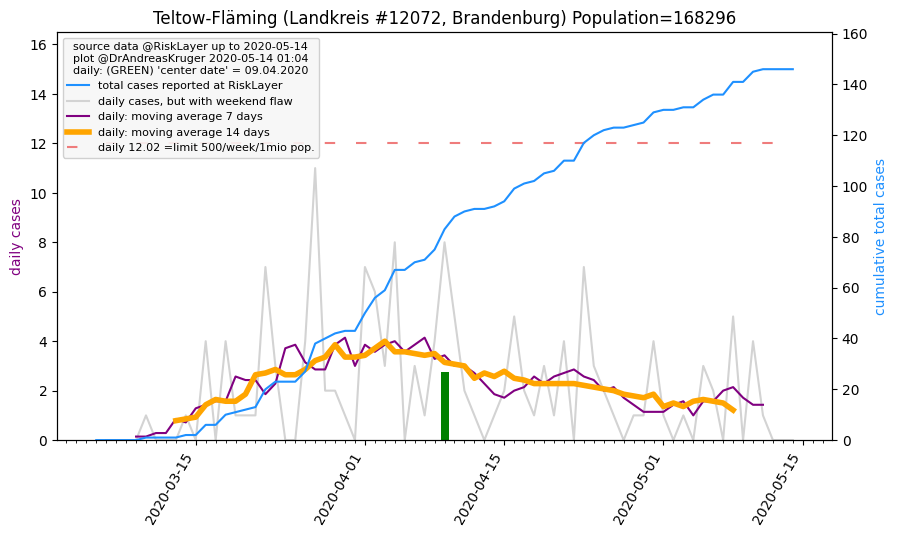 Teltow-Fläming (Landkreis #12072, Brandenburg) Population=168296
source data @RiskLayer up to 2020-05-14
plot @DrAndreasKruger 2020-05-14 01:04
daily: (GREEN) 'center date' = 09.04.2020
total cases reported at RiskLayer
daily cases, but with weekend flaw
daily: moving average 7 days
daily: moving average 14 days
daily 12.02 =limit 500/week/1mio pop.
daily cases
16
14
12
10
8
6
4
2
0
cumulative total cases
160
140
120
100
80
60
40
20
0
2020-03-15
2020-04-01
2020-04-15
2020-05-01
2020-05-15